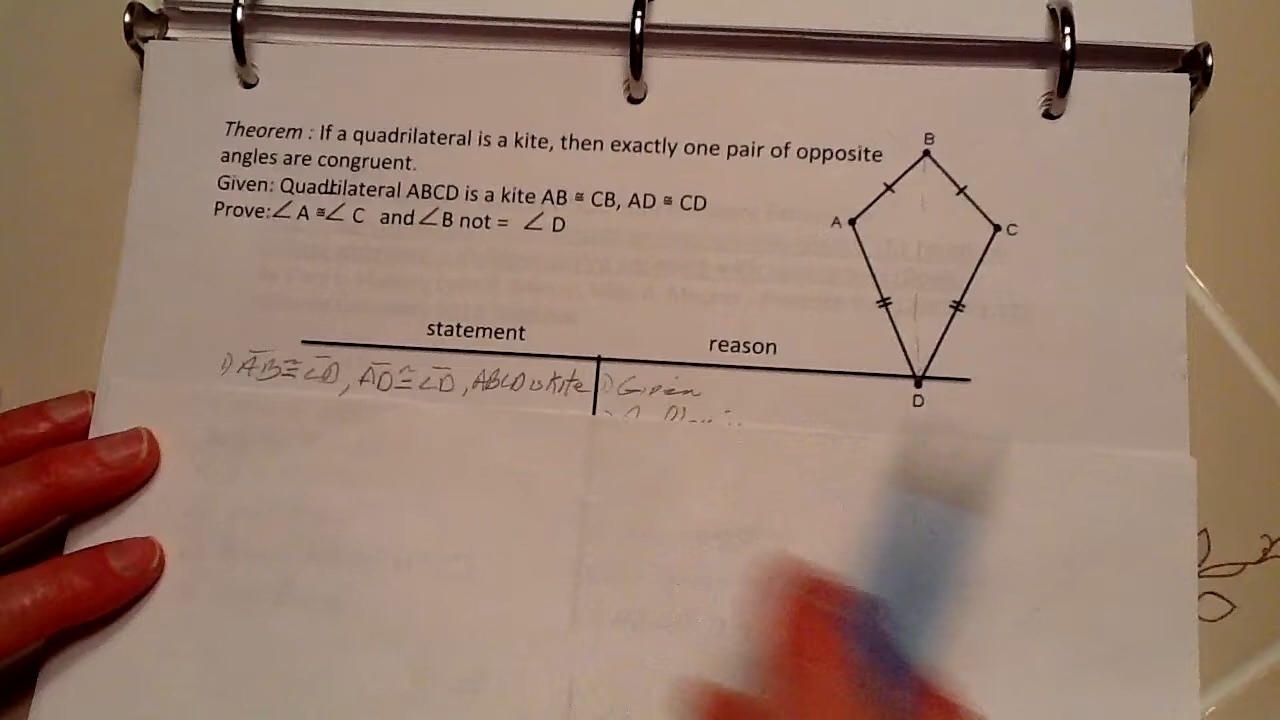 Theorem : If a quadrilateral is a kite, then exactly one pair of opposite
angles are congruent.
Given: Quadrilateral ABCD is a kite AB ≅ CB, AD ≅ CD
Prove:∠ A ≅∠ C and ∠B not = ∠ D
B
A
C
D
statement
reason
1) AB≅CD, AD≅CD, ABCD is Kite
1) Given